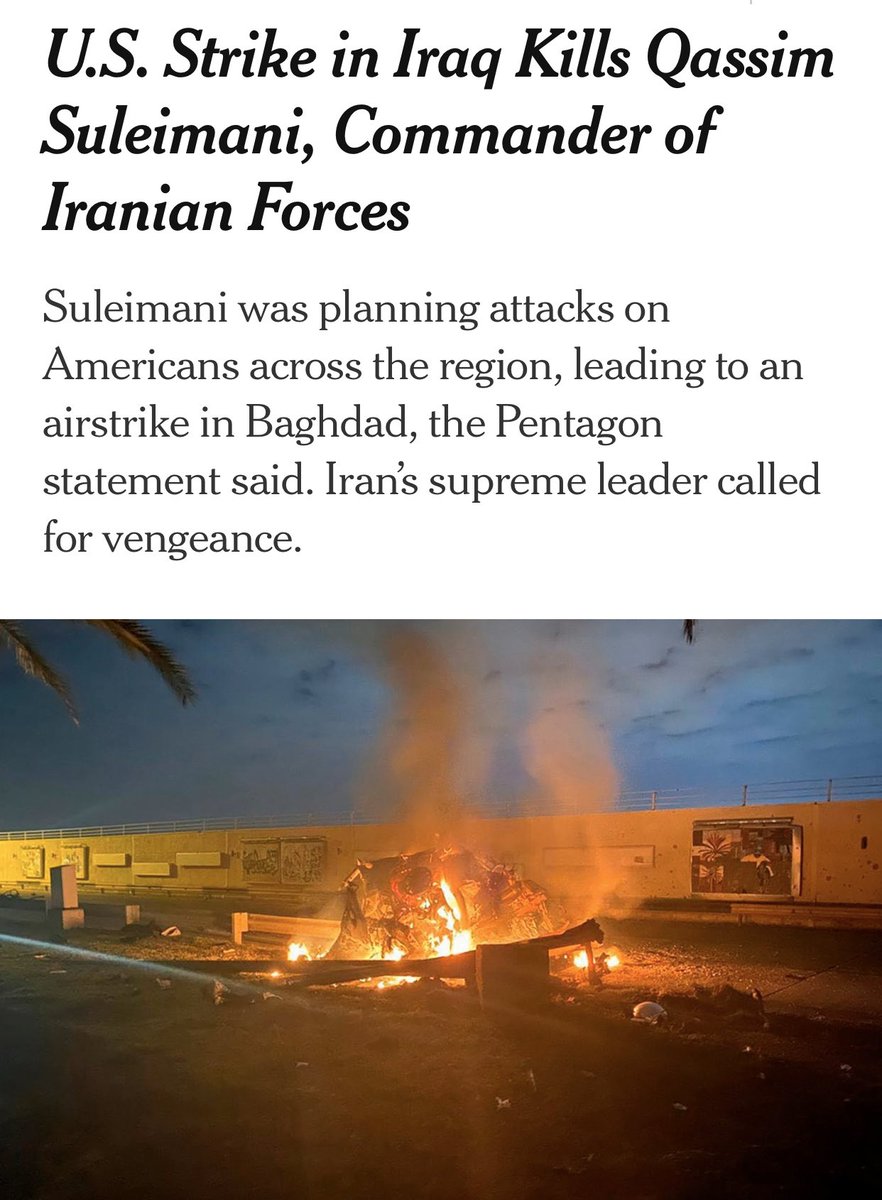 U.S. Strike in Iraq Kills Qassim
Suleimani, Commander of
Iranian Forces
Suleimani was planning attacks on
Americans across the region, leading to an
airstrike in Baghdad, the Pentagon
statement said. Iran’s supreme leader called
for vengeance.